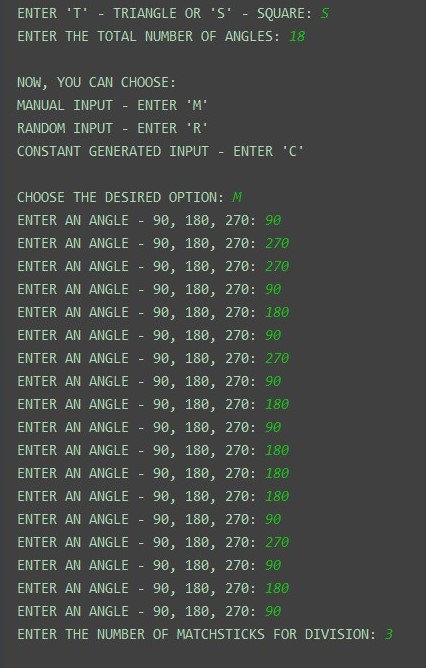 ENTER 'T' - TRIANGLE OR 'S' - SQUARE: S
ENTER THE TOTAL NUMBER OF ANGLES: 18
NOW, YOU CAN CHOOSE:
MANUAL INPUT - ENTER 'M'
RANDOM INPUT - ENTER 'R'
CONSTANT GENERATED INPUT - ENTER 'C'
CHOOSE THE DESIRED OPTION: M
ENTER AN ANGLE - 90, 180, 270: 90
ENTER AN ANGLE - 90, 180, 270: 270
ENTER AN ANGLE - 90, 180, 270: 270
ENTER AN ANGLE - 90, 180, 270: 90
ENTER AN ANGLE - 90, 180, 270: 180
ENTER AN ANGLE - 90, 180, 270: 90
ENTER AN ANGLE - 90, 180, 270: 270
ENTER AN ANGLE - 90, 180, 270: 90
ENTER AN ANGLE - 90, 180, 270: 180
ENTER AN ANGLE - 90, 180, 270: 90
ENTER AN ANGLE - 90, 180, 270: 180
ENTER AN ANGLE - 90, 180, 270: 180
ENTER AN ANGLE - 90, 180, 270: 180
ENTER AN ANGLE - 90, 180, 270: 90
ENTER AN ANGLE - 90, 180, 270: 270
ENTER AN ANGLE - 90, 180, 270: 90
ENTER AN ANGLE - 90, 180, 270: 180
ENTER AN ANGLE - 90, 180, 270: 90
ENTER THE NUMBER OF MATCHSTICKS FOR DIVISION: 3